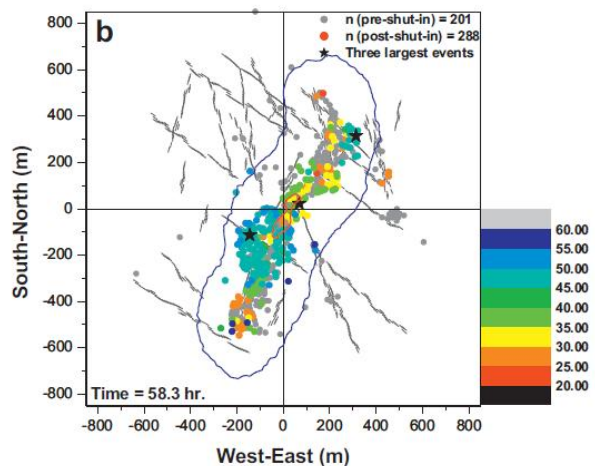 b
n (pre-shut-in) = 201
n (post-shut-in) = 288
Three largest events
800
600
400
200
0
-200
-400
-600
-800
South-North (m)
Time = 58.3 hr.
-800 -600 -400 -200 0 200 400 600 800
West-East (m)
60.00
55.00
50.00
45.00
40.00
35.00
30.00
25.00
20.00